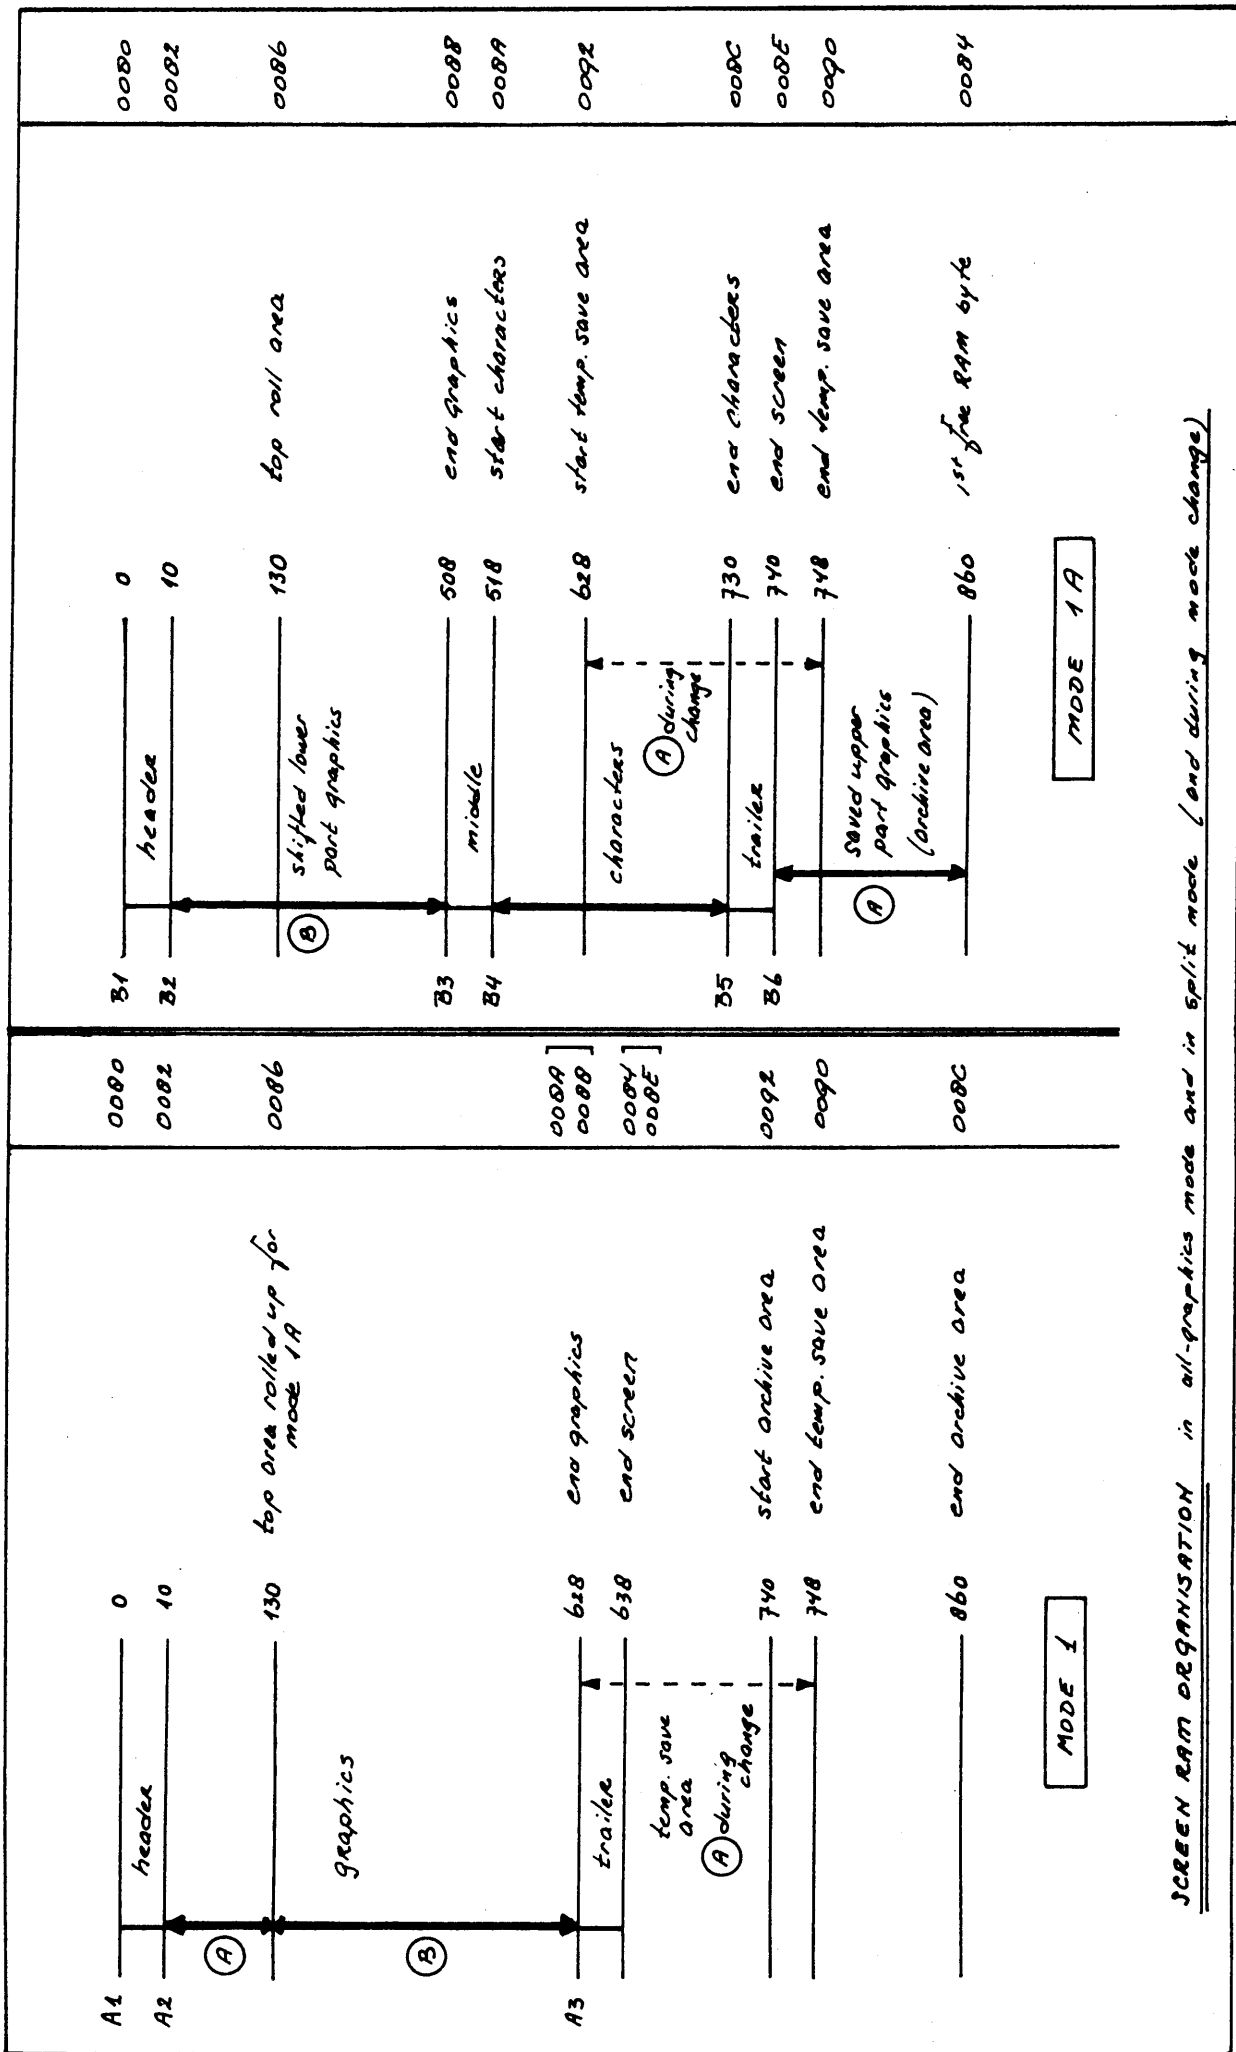 A1 0 0080
header
A2 10 0082
A
130 top area rolled up for 0086
mode 1A
graphics
B
A3 628 end graphics 008A ]
0088 ]
trailer
638 end screen 0084 ]
008E ]
temp. save
area
A during
change
740 start archive area 0092
748 end temp. save area 0090
860 end archive area 008C
MODE 1
B1 0 0080
header
B2 10 0082
130 top roll area 0086
B
shifted lower
part graphics
B3 508 end graphics 0088
middle
B4 518 start characters 008A
628 start temp. save area 0092
characters
A during
change
B5 730 end characters 008C
trailer
B6 740 end screen 008E
748 end temp. save area 0090
A
saved upper
part graphics
(archive area)
860 1st free RAM byte 0084
MODE 1A
SCREEN RAM ORGANISATION in all-graphics mode and in split mode (and during mode change)